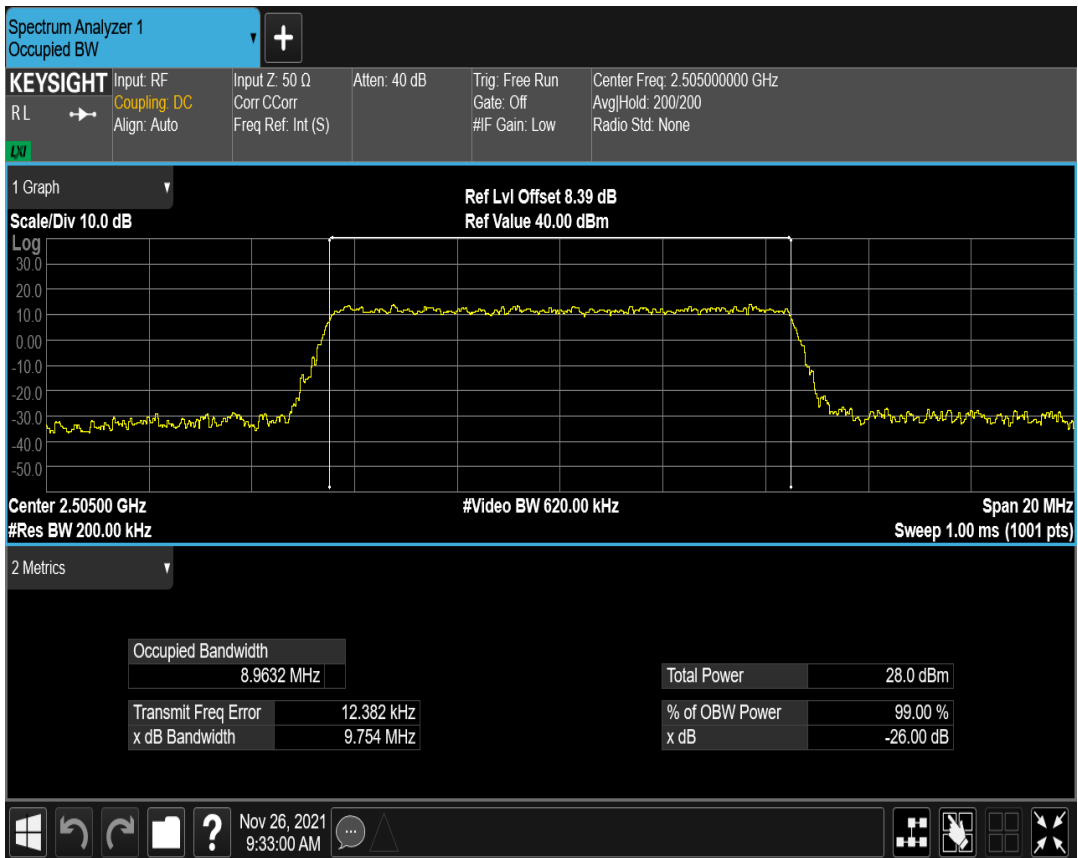 Spectrum Analyzer 1
Occupied BW
+
KEYSIGHT
R L
LXI
Input: RF
Coupling: DC
Align: Auto
Input Z: 50 Ω
Corr CCorr
Freq Ref: Int (S)
Atten: 40 dB
Trig: Free Run
Gate: Off
#IF Gain: Low
Center Freq: 2.505000000 GHz
Avg|Hold: 200/200
Radio Std: None
1 Graph
Scale/Div 10.0 dB
Ref Lvl Offset 8.39 dB
Ref Value 40.00 dBm
Log
30.0
20.0
10.0
0.00
-10.0
-20.0
-30.0
-40.0
-50.0
Center 2.50500 GHz
#Video BW 620.00 kHz
Span 20 MHz
#Res BW 200.00 kHz
Sweep 1.00 ms (1001 pts)
2 Metrics
Occupied Bandwidth
8.9632 MHz
Total Power 28.0 dBm
Transmit Freq Error 12.382 kHz
% of OBW Power 99.00 %
x dB Bandwidth 9.754 MHz
x dB -26.00 dB
?
Nov 26, 2021
9:33:00 AM